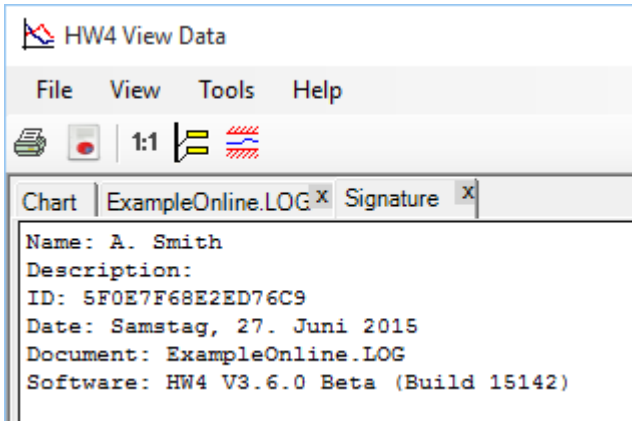 HW4 View Data
File View Tools Help
1:1
Chart ExampleOnline.LOG x Signature x
Name: A. Smith
Description:
ID: 5F0E7F68E2ED76C9
Date: Samstag, 27. Juni 2015
Document: ExampleOnline.LOG
Software: HW4 V3.6.0 Beta (Build 15142)